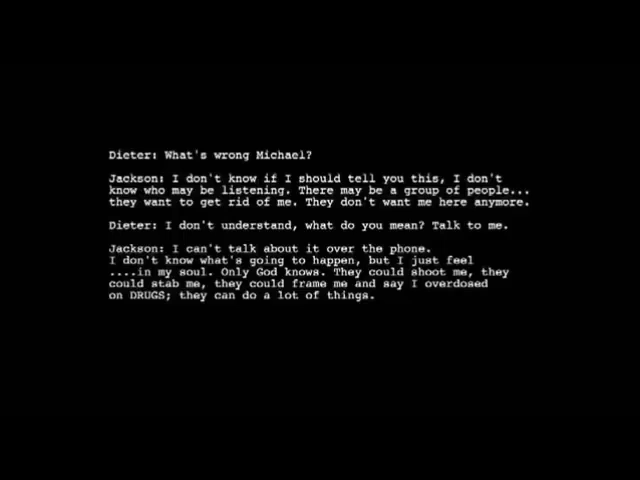 Dieter: What's wrong Michael?
Jackson: I don't know if I should tell you this, I don't
know who may be listening. There may be a group of people...
they want to get rid of me. They don't want me here anymore.
Dieter: I don't understand, what do you mean? Talk to me.
Jackson: I can't talk about it over the phone.
I don't know what's going to happen, but I just feel
....in my soul. Only God knows. They could shoot me, they
could stab me, they could frame me and say I overdosed
on DRUGS; they can do a lot of things.